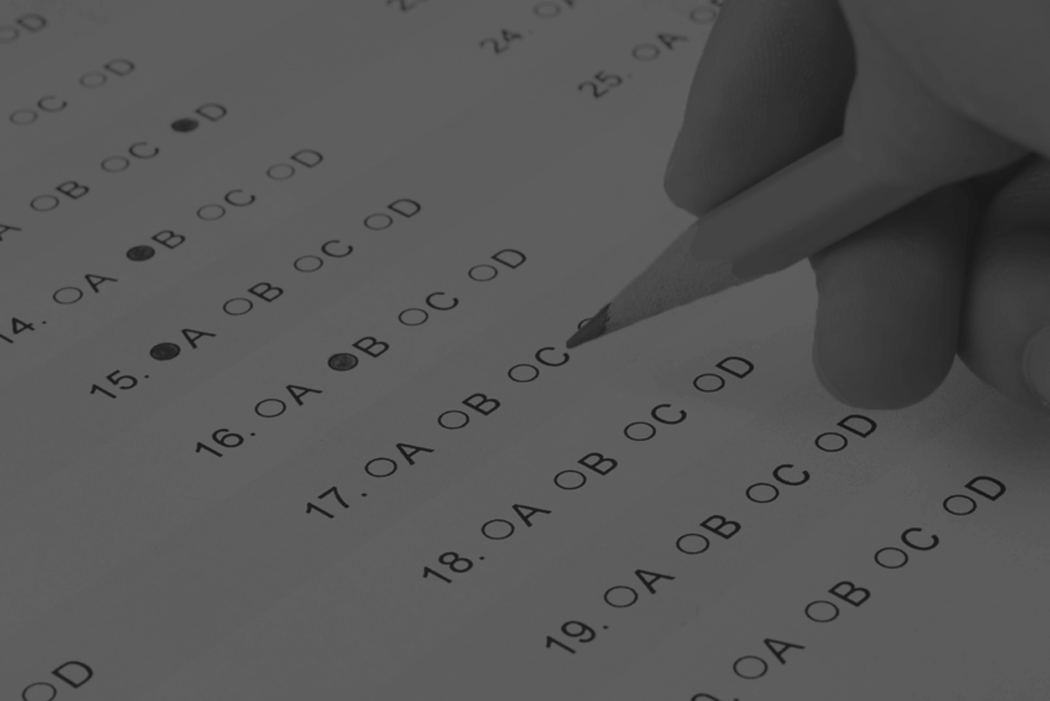 D
C D
B C D
14. A B C D
15. A B C D
16. A B C D
17. A B C
18. A B C D
19. A B C D
A B C D
D
24.
25. A